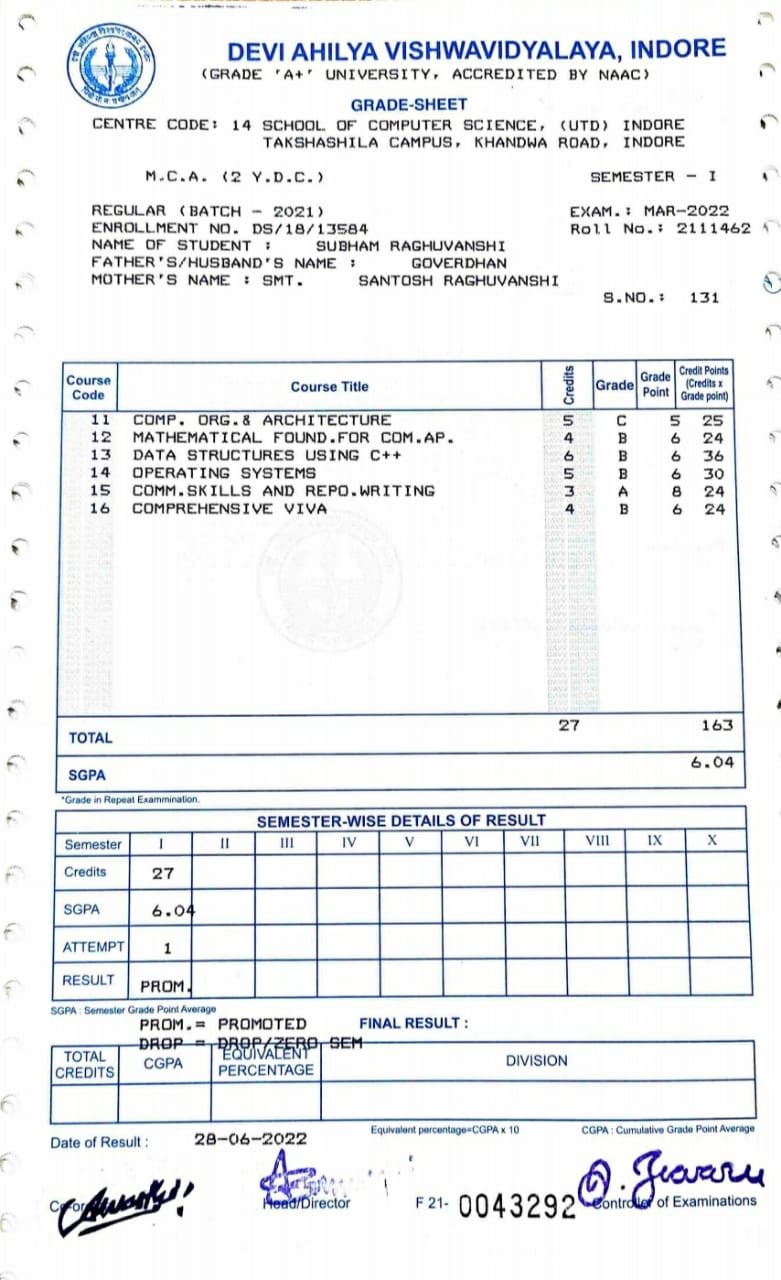 DEVI AHILYA VISHWAVIDYALAYA, INDORE
(GRADE 'A+' UNIVERSITY, ACCREDITED BY NAAC)
GRADE-SHEET
CENTRE CODE: 14 SCHOOL OF COMPUTER SCIENCE, (UTD) INDORE
TAKSHASHILA CAMPUS, KHANDWA ROAD, INDORE
M.C.A. (2 Y.D.C.) SEMESTER - I
REGULAR (BATCH - 2021) EXAM.: MAR-2022
ENROLLMENT NO. DS/18/13584 Roll No.: 2111462
NAME OF STUDENT : SUBHAM RAGHUVANSHI
FATHER'S/HUSBAND'S NAME : GOVERDHAN
MOTHER'S NAME : SMT. SANTOSH RAGHUVANSHI
S.NO.: 131
Course Code Course Title Credits Grade Grade Point Credit Points (Credits x Grade point)
11 COMP. ORG.& ARCHITECTURE 5 C 5 25
12 MATHEMATICAL FOUND.FOR COM.AP. 4 B 6 24
13 DATA STRUCTURES USING C++ 6 B 6 36
14 OPERATING SYSTEMS 5 B 6 30
15 COMM.SKILLS AND REPO.WRITING 3 A 8 24
16 COMPREHENSIVE VIVA 4 B 6 24
TOTAL 27 163
SGPA 6.04
*Grade in Repeat Exammination.
SEMESTER-WISE DETAILS OF RESULT
Semester I II III IV V VI VII VIII IX X
Credits 27
SGPA 6.04
ATTEMPT 1
RESULT PROM.
SGPA : Semester Grade Point Average
PROM.= PROMOTED FINAL RESULT :
DROP = DROP/ZERO SEM
TOTAL CREDITS CGPA EQUIVALENT PERCENTAGE DIVISION
Equivalent percentage=CGPA x 10 CGPA : Cumulative Grade Point Average
Date of Result : 28-06-2022
Head/Director F 21- 0043292 Controller of Examinations